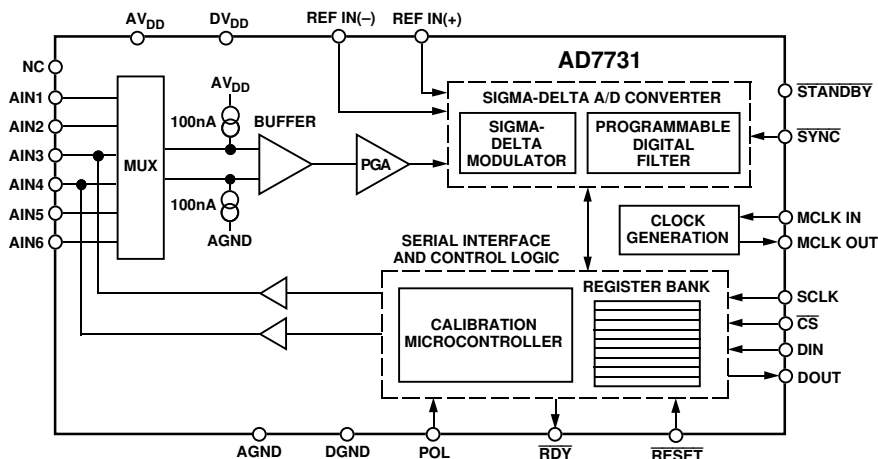 AVDD
DVDD
REF IN(–)
REF IN(+)
AD7731
NC
AIN1
AIN2
AIN3
AIN4
AIN5
AIN6
MUX
AVDD
100nA
BUFFER
100nA
AGND
PGA
SIGMA-DELTA A/D CONVERTER
SIGMA-
DELTA
MODULATOR
PROGRAMMABLE
DIGITAL
FILTER
STANDBY
SYNC
CLOCK
GENERATION
MCLK IN
MCLK OUT
SERIAL INTERFACE
AND CONTROL LOGIC
REGISTER BANK
CALIBRATION
MICROCONTROLLER
SCLK
CS
DIN
DOUT
AGND
DGND
POL
RDY
RESET